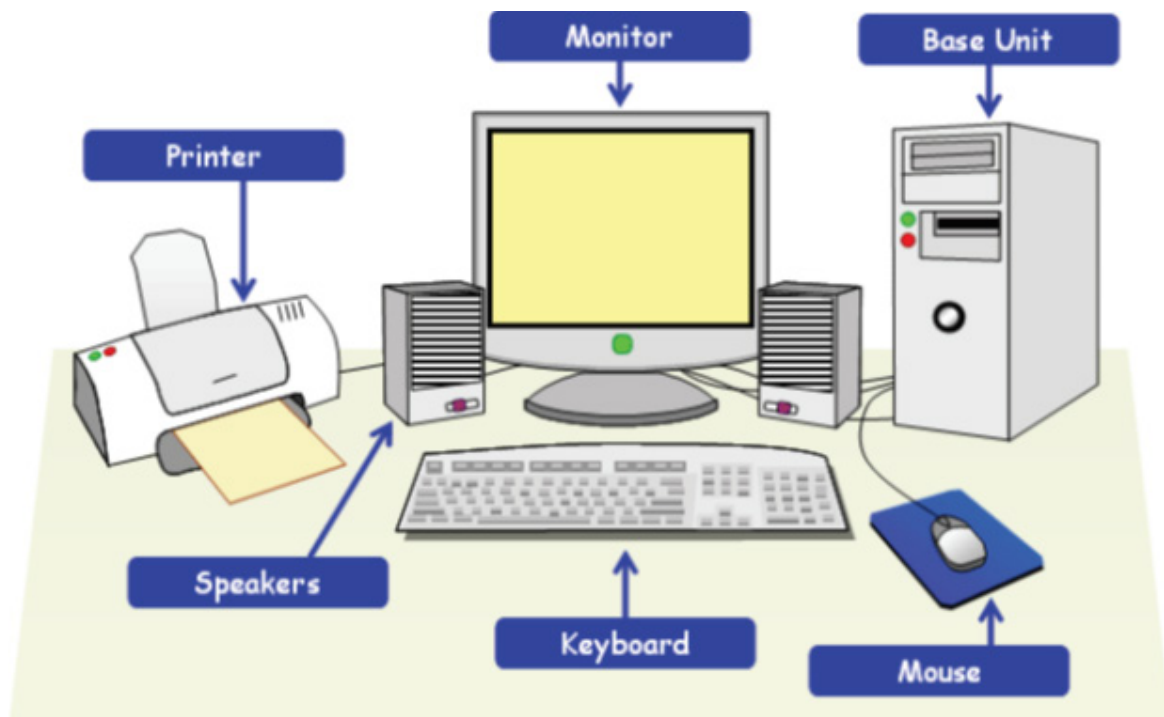 Monitor
Base Unit
Printer
Speakers
Keyboard
Mouse